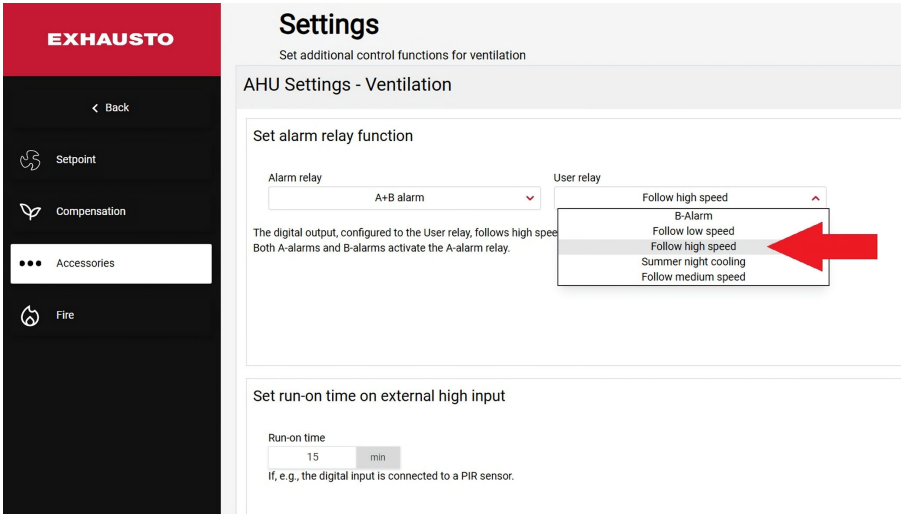 EXHAUSTO
Back
Setpoint
Compensation
Accessories
Fire
Settings
Set additional control functions for ventilation
AHU Settings - Ventilation
Set alarm relay function
Alarm relay
A+B alarm
User relay
Follow high speed
B-Alarm
Follow low speed
Follow high speed
Summer night cooling
Follow medium speed
The digital output, configured to the User relay, follows high spee
Both A-alarms and B-alarms activate the A-alarm relay.
Set run-on time on external high input
Run-on time
15 min
If, e.g., the digital input is connected to a PIR sensor.